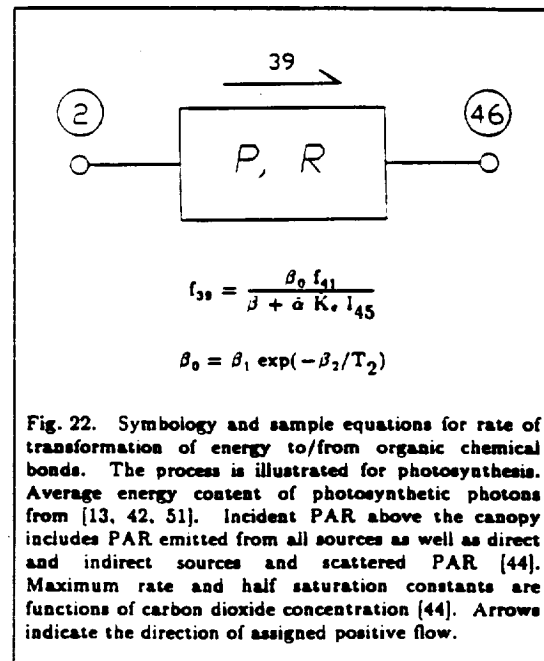 39
2 46
P, R
f₃₉ = β₀ f₄₁ / β + α K_e I₄₅
β₀ = β₁ exp(−β₂/T₂)
Fig. 22. Symbology and sample equations for rate of
transformation of energy to/from organic chemical
bonds. The process is illustrated for photosynthesis.
Average energy content of photosynthetic photons
from [13, 42, 51]. Incident PAR above the canopy
includes PAR emitted from all sources as well as direct
and indirect sources and scattered PAR [44].
Maximum rate and half saturation constants are
functions of carbon dioxide concentration [44]. Arrows
indicate the direction of assigned positive flow.